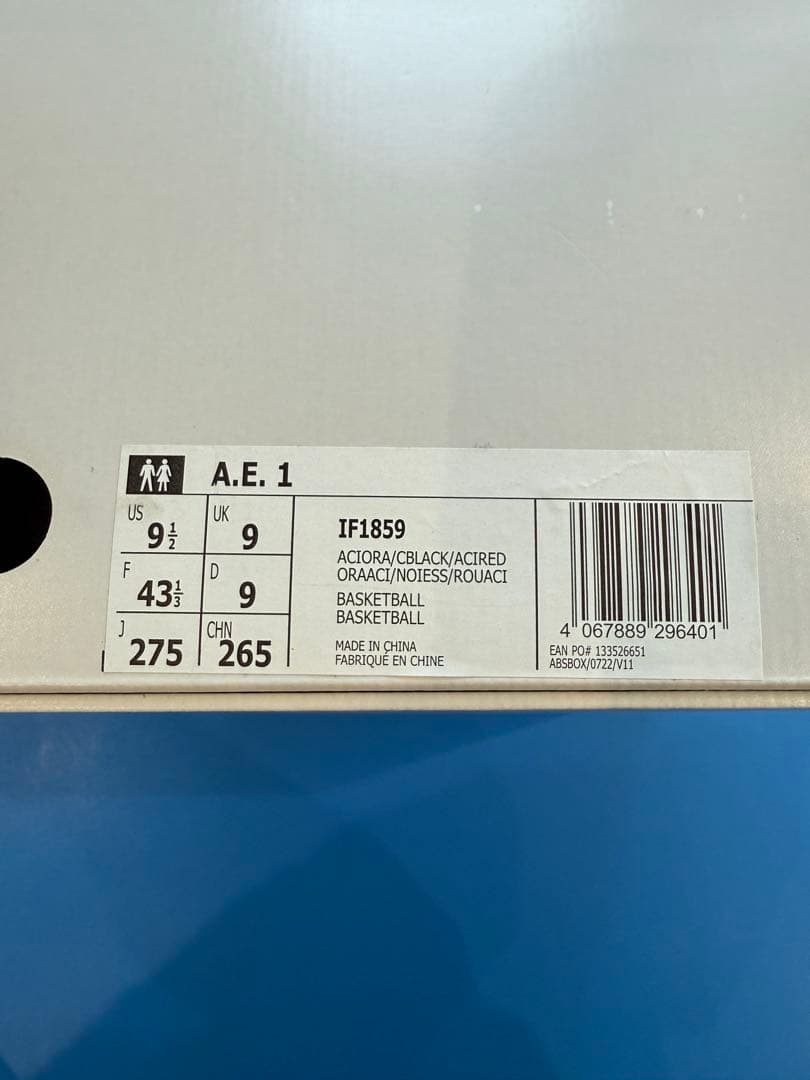 A.E. 1
US 9 1/2 UK 9
F 43 1/3 D 9
J 275 CHN 265
IF1859
ACIORA/CBLACK/ACIRED
ORAACI/NOIESS/ROUACI
BASKETBALL
BASKETBALL
MADE IN CHINA
FABRIQUÉ EN CHINE
4 067889 296401
EAN PO# 133526651
ABSBOX/0722/V11